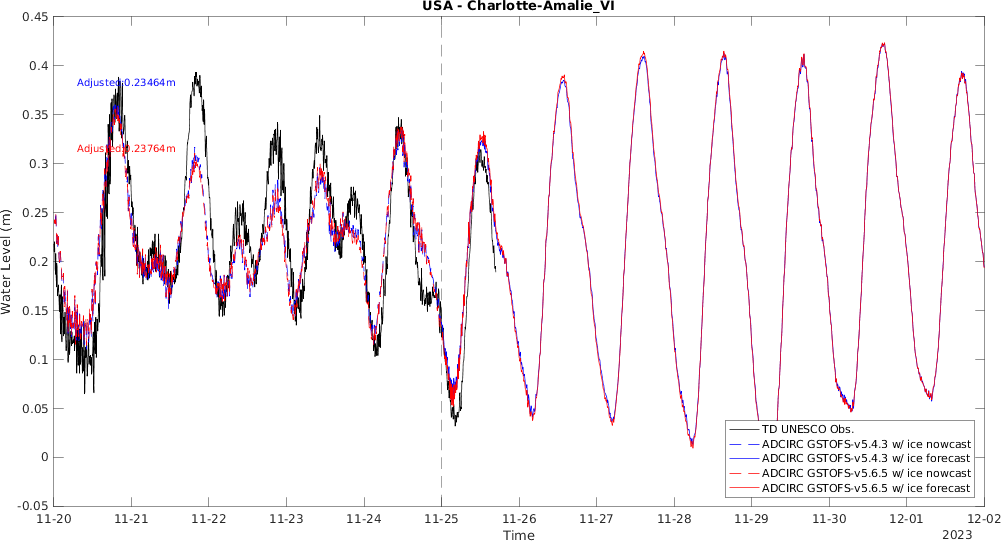 USA - Charlotte-Amalie_VI
0.45
0.4
0.35
0.3
0.25
0.2
0.15
0.1
0.05
0
-0.05
Water Level (m)
Adjusted:0.23464m
Adjusted:0.23764m
TD UNESCO Obs.
ADCIRC GSTOFS-v5.4.3 w/ ice nowcast
ADCIRC GSTOFS-v5.4.3 w/ ice forecast
ADCIRC GSTOFS-v5.6.5 w/ ice nowcast
ADCIRC GSTOFS-v5.6.5 w/ ice forecast
11-20 11-21 11-22 11-23 11-24 11-25 11-26 11-27 11-28 11-29 11-30 12-01 12-02
Time
2023